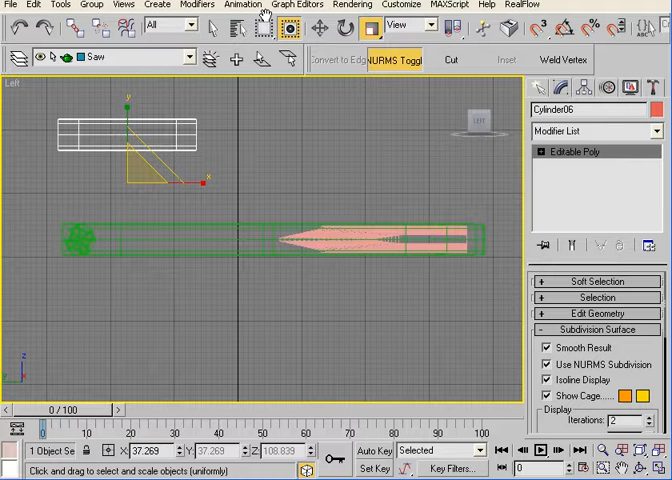 File Edit Tools Group Views Create Modifiers Animation Graph Editors Rendering Customize MAXScript Help RealFlow
All View
Saw Convert to Edit NURMS Toggl Cut Inset Weld Vertex
Left
y
x
LEFT
z
Cylinder06
Modifier List
Editable Poly
Soft Selection
Selection
Edit Geometry
Subdivision Surface
Smooth Result
Use NURMS Subdivision
Isoline Display
Show Cage......
Display
Iterations: 2
0 / 100
0 10 20 30 40 50 60 70 80 90 100
1 Object Se X: 37.269 Y: 37.269 Z: 108.839 Auto Key Selected
Click and drag to select and scale objects (uniformly) Set Key Key Filters... 0